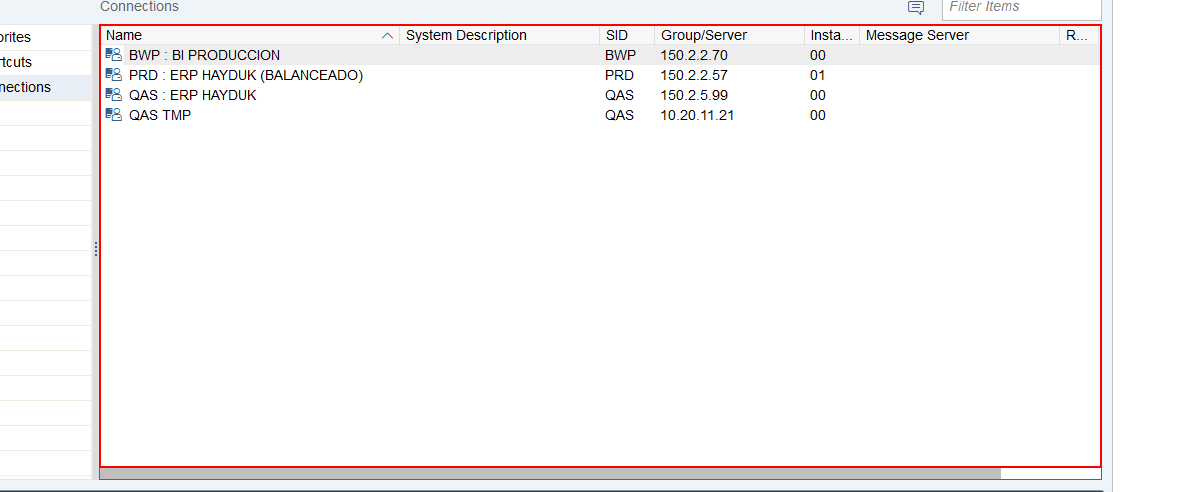 Connections
Filter Items
orites
rtcuts
nections
Name System Description SID Group/Server Insta... Message Server R...
BWP : BI PRODUCCION BWP 150.2.2.70 00
PRD : ERP HAYDUK (BALANCEADO) PRD 150.2.2.57 01
QAS : ERP HAYDUK QAS 150.2.5.99 00
QAS TMP QAS 10.20.11.21 00